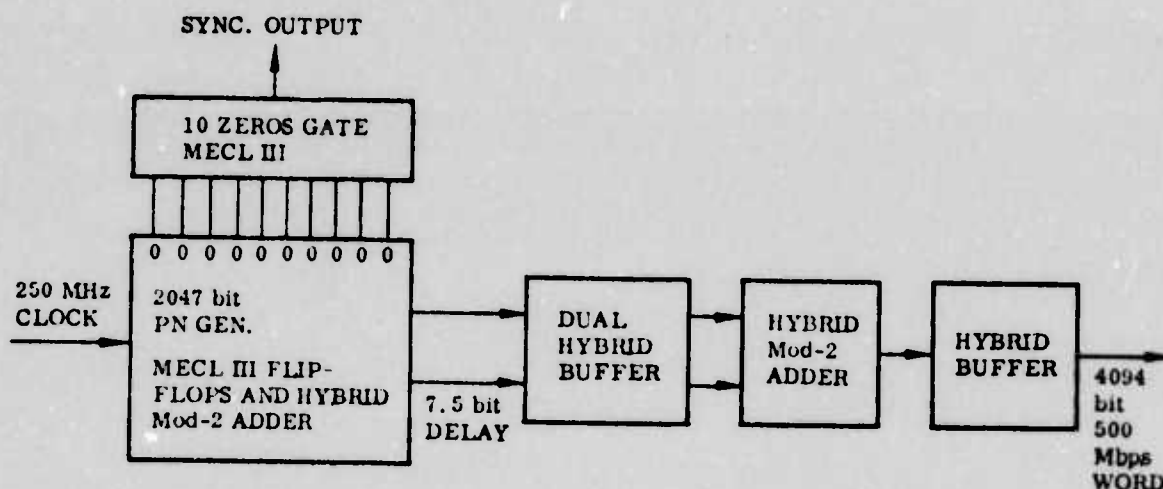 SYNC. OUTPUT
10 ZEROS GATE
MECL III
0 0 0 0 0 0 0 0 0 0
250 MHz
CLOCK
2047 bit
PN GEN.
MECL III FLIP-
FLOPS AND HYBRID
Mod-2 ADDER
7.5 bit
DELAY
DUAL
HYBRID
BUFFER
HYBRID
Mod-2
ADDER
HYBRID
BUFFER
4094
bit
500
Mbps
WORD